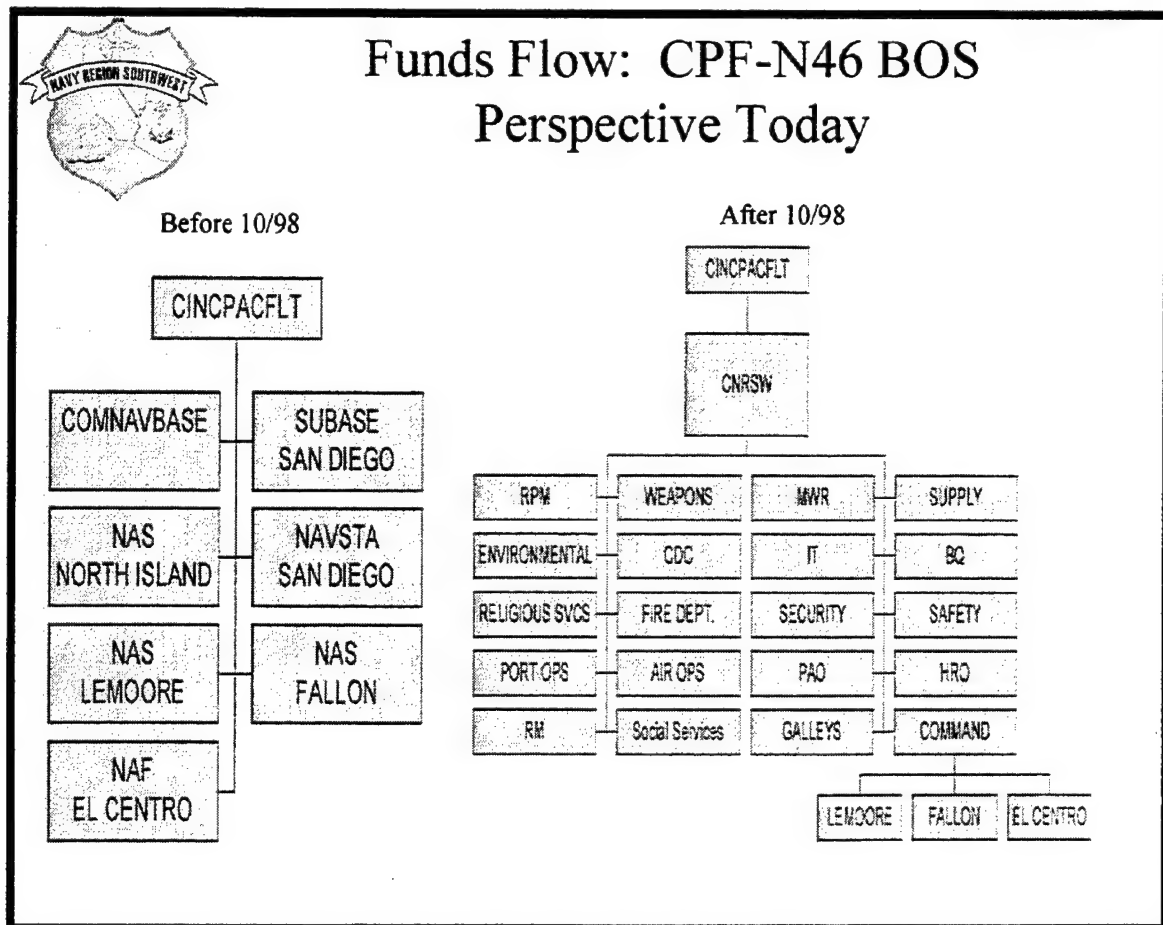 NAVY REGION SOUTHWEST
Funds Flow: CPF-N46 BOS
Perspective Today
Before 10/98
CINCPACFLT
COMNAVBASE
SUBASE
SAN DIEGO
NAS
NORTH ISLAND
NAVSTA
SAN DIEGO
NAS
LEMOORE
NAS
FALLON
NAF
EL CENTRO
After 10/98
CINCPACFLT
CNRSW
RPM
WEAPONS
MWR
SUPPLY
ENVIRONMENTAL
CDC
IT
BQ
RELIGIOUS SVCS
FIRE DEPT.
SECURITY
SAFETY
PORT OPS
AIR OPS
PAO
HRO
RM
Social Services
GALLEYS
COMMAND
LEMOORE
FALLON
EL CENTRO